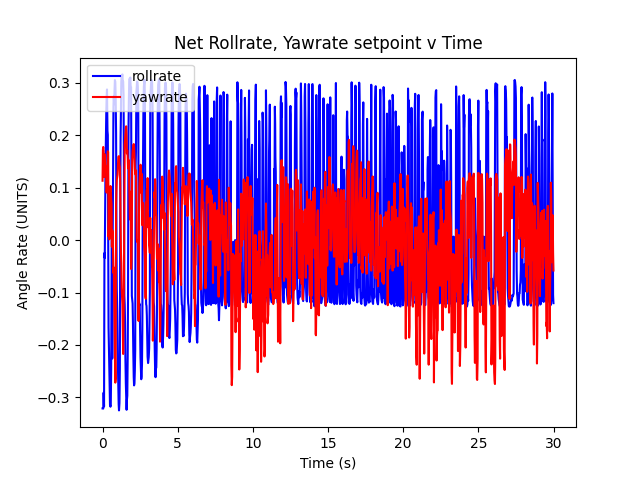 Net Rollrate, Yawrate setpoint v Time
rollrate
yawrate
0.3
0.2
0.1
0.0
−0.1
−0.2
−0.3
Angle Rate (UNITS)
0 5 10 15 20 25 30
Time (s)